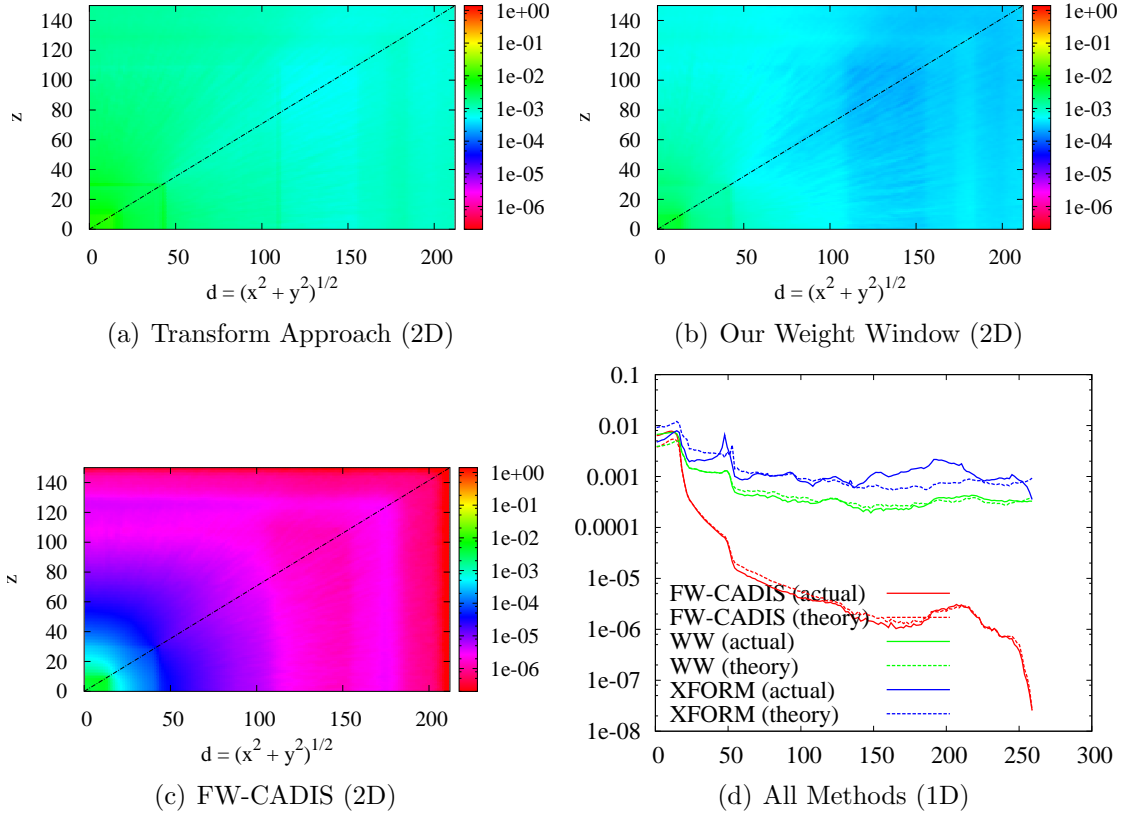 150
120
100
80
60
40
20
0
z
0 50 100 150 200
d = (x² + y²)^1/2
1e+00
1e-01
1e-02
1e-03
1e-04
1e-05
1e-06
(a) Transform Approach (2D)
140
120
100
80
60
40
20
0
z
0 50 100 150 200
d = (x² + y²)^1/2
1e+00
1e-01
1e-02
1e-03
1e-04
1e-05
1e-06
(b) Our Weight Window (2D)
140
120
100
80
60
40
20
0
z
0 50 100 150 200
d = (x² + y²)^1/2
1e+00
1e-01
1e-02
1e-03
1e-04
1e-05
1e-06
(c) FW-CADIS (2D)
0.1
0.01
0.001
0.0001
1e-05
1e-06
1e-07
1e-08
0 50 100 150 200 250 300
FW-CADIS (actual)
FW-CADIS (theory)
WW (actual)
WW (theory)
XFORM (actual)
XFORM (theory)
(d) All Methods (1D)